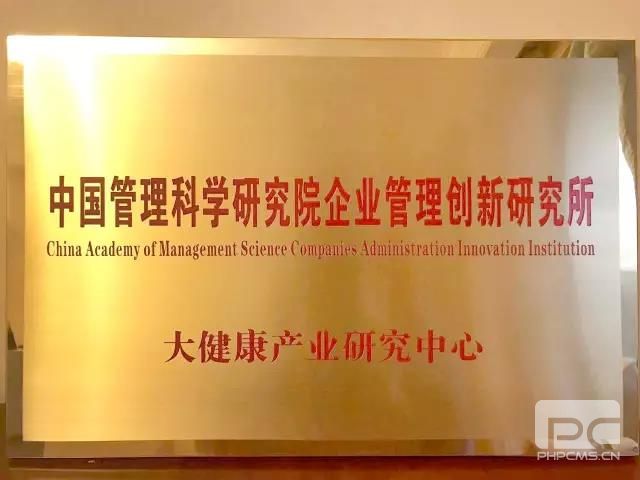 中国管理科学研究院企业管理创新研究所
China Academy of Management Science Companies Administration Innovation Institution
大健康产业研究中心
PC
PHPCMS.CN